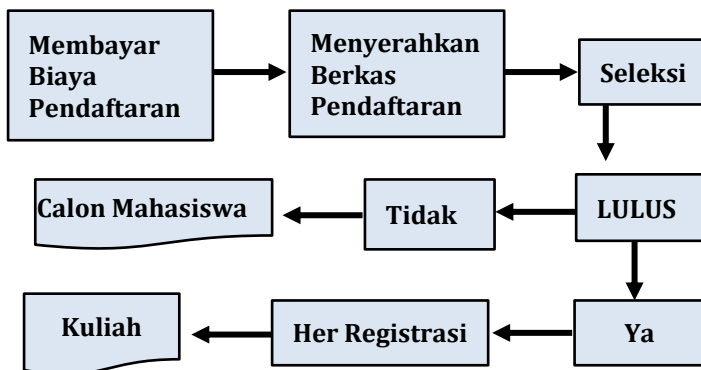 Membayar
Biaya
Pendaftaran
Menyerahkan
Berkas
Pendaftaran
Seleksi
Calon Mahasiswa
Tidak
LULUS
Kuliah
Her Registrasi
Ya